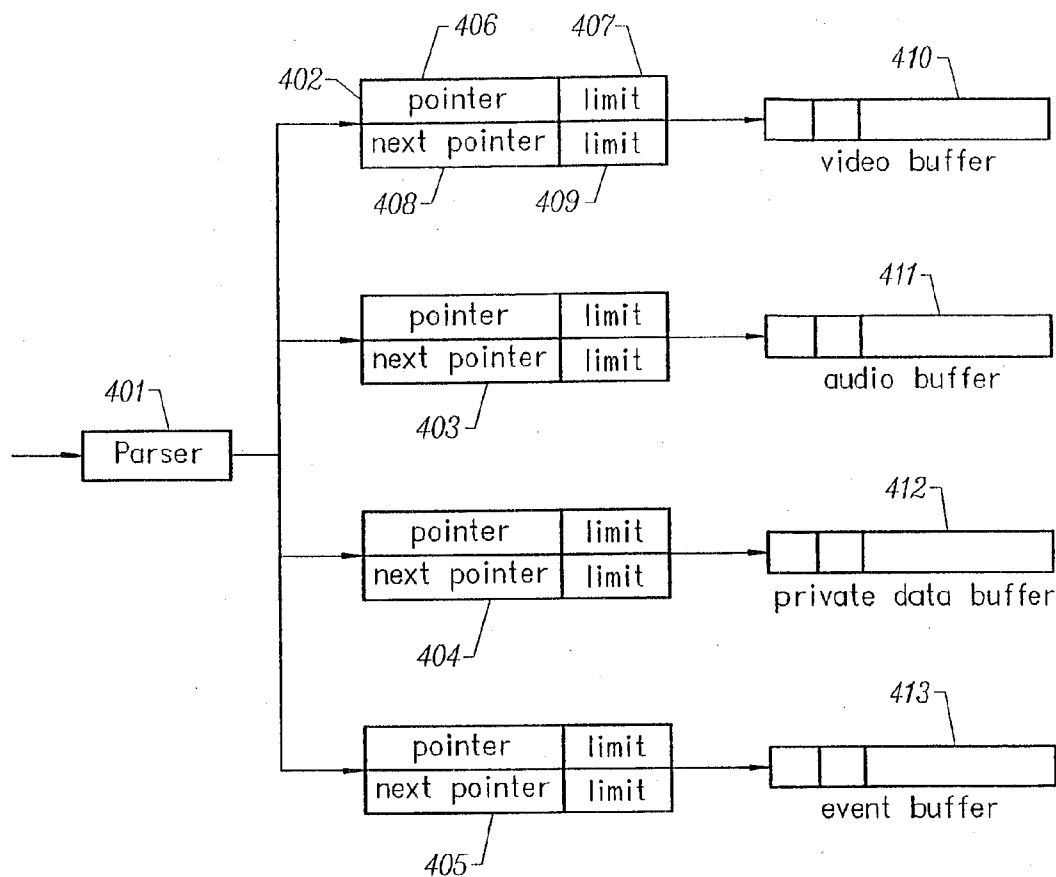 406
407
410
402
pointer limit
next pointer limit
video buffer
408
409
411
pointer limit
next pointer limit
audio buffer
401
403
Parser
412
pointer limit
next pointer limit
private data buffer
404
413
pointer limit
next pointer limit
event buffer
405